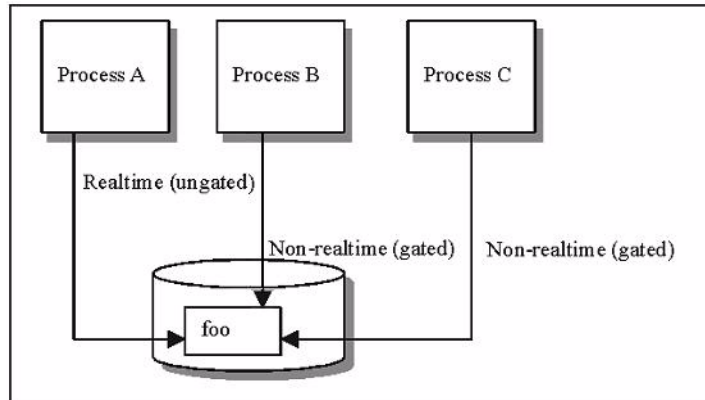 Process A
Process B
Process C
Realtime (ungated)
Non-realtime (gated)
Non-realtime (gated)
foo